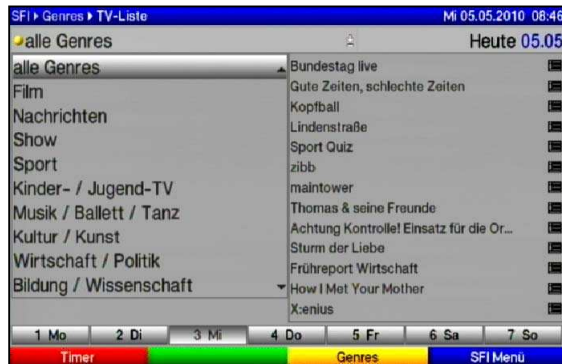 SFI ▸ Genres ▸ TV-Liste Mi 05.05.2010 08:46
alle Genres Heute 05.05
alle Genres
Film
Nachrichten
Show
Sport
Kinder- / Jugend-TV
Musik / Ballett / Tanz
Kultur / Kunst
Wirtschaft / Politik
Bildung / Wissenschaft
Bundestag live
Gute Zeiten, schlechte Zeiten
Kopfball
Lindenstraße
Sport Quiz
zibb
maintower
Thomas & seine Freunde
Achtung Kontrolle! Einsatz für die Or...
Sturm der Liebe
Frühreport Wirtschaft
How I Met Your Mother
X:enius
1 Mo 2 Di 3 Mi 4 Do 5 Fr 6 Sa 7 So
Timer Genres SFI Menü